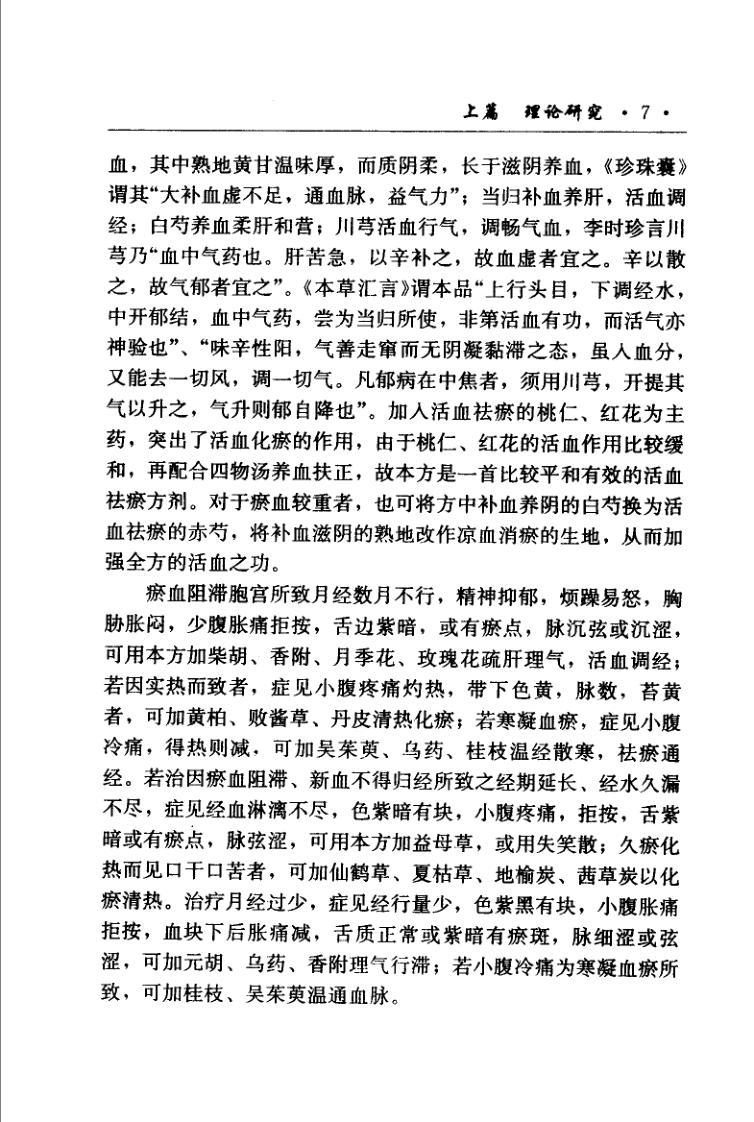 上篇 理论研究 ·7·
血，其中熟地黄甘温味厚，而质阴柔，长于滋阴养血，《珍珠囊》
谓其“大补血虚不足，通血脉，益气力”；当归补血养肝，活血调
经；白芍养血柔肝和营；川芎活血行气，调畅气血，李时珍言川
芎乃“血中气药也。肝苦急，以辛补之，故血虚者宜之。辛以散
之，故气郁者宜之”。《本草汇言》谓本品“上行头目，下调经水，
中开郁结，血中气药，尝为当归所使，非第活血有功，而活气亦
神验也”、“味辛性阳，气善走窜而无阴凝黏滞之态，虽入血分，
又能去一切风，调一切气。凡郁病在中焦者，须用川芎，开提其
气以升之，气升则郁自降也”。加入活血祛瘀的桃仁、红花为主
药，突出了活血化瘀的作用，由于桃仁、红花的活血作用比较缓
和，再配合四物汤养血扶正，故本方是一首比较平和有效的活血
祛瘀方剂。对于瘀血较重者，也可将方中补血养阴的白芍换为活
血祛瘀的赤芍，将补血滋阴的熟地改作凉血消瘀的生地，从而加
强全方的活血之功。
瘀血阻滞胞宫所致月经数月不行，精神抑郁，烦躁易怒，胸
胁胀闷，少腹胀痛拒按，舌边紫暗，或有瘀点，脉沉弦或沉涩，
可用本方加柴胡、香附、月季花、玫瑰花疏肝理气，活血调经；
若因实热而致者，症见小腹疼痛灼热，带下色黄，脉数，苔黄
者，可加黄柏、败酱草、丹皮清热化瘀；若寒凝血瘀，症见小腹
冷痛，得热则减，可加吴茱萸、乌药、桂枝温经散寒，祛瘀通
经。若治因瘀血阻滞、新血不得归经所致之经期延长、经水久漏
不尽，症见经血淋漓不尽，色紫暗有块，小腹疼痛，拒按，舌紫
暗或有瘀点，脉弦涩，可用本方加益母草，或用失笑散；久瘀化
热而见口干口苦者，可加仙鹤草、夏枯草、地榆炭、茜草炭以化
瘀清热。治疗月经过少，症见经行量少，色紫黑有块，小腹胀痛
拒按，血块下后胀痛减，舌质正常或紫暗有瘀斑，脉细涩或弦
涩，可加元胡、乌药、香附理气行滞；若小腹冷痛为寒凝血瘀所
致，可加桂枝、吴茱萸温通血脉。